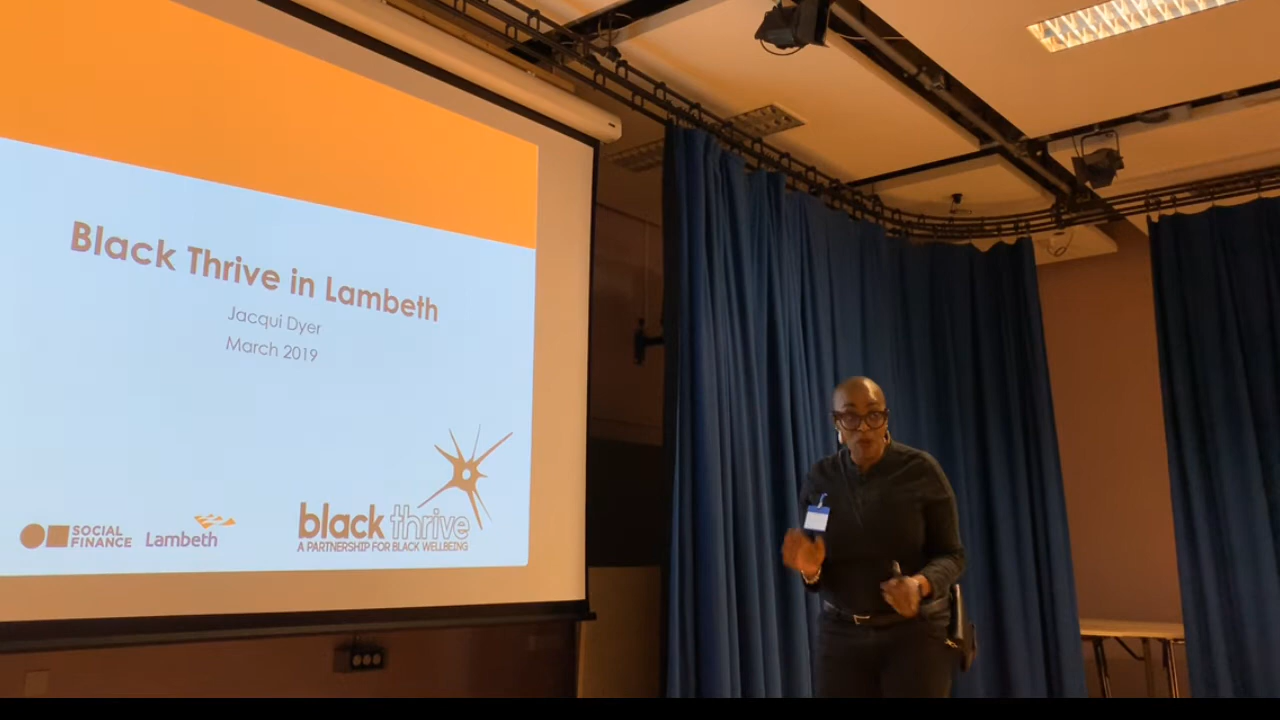 Black Thrive in Lambeth
Jacqui Dyer
March 2019
SOCIAL
FINANCE
Lambeth
black thrive
A PARTNERSHIP FOR BLACK WELLBEING